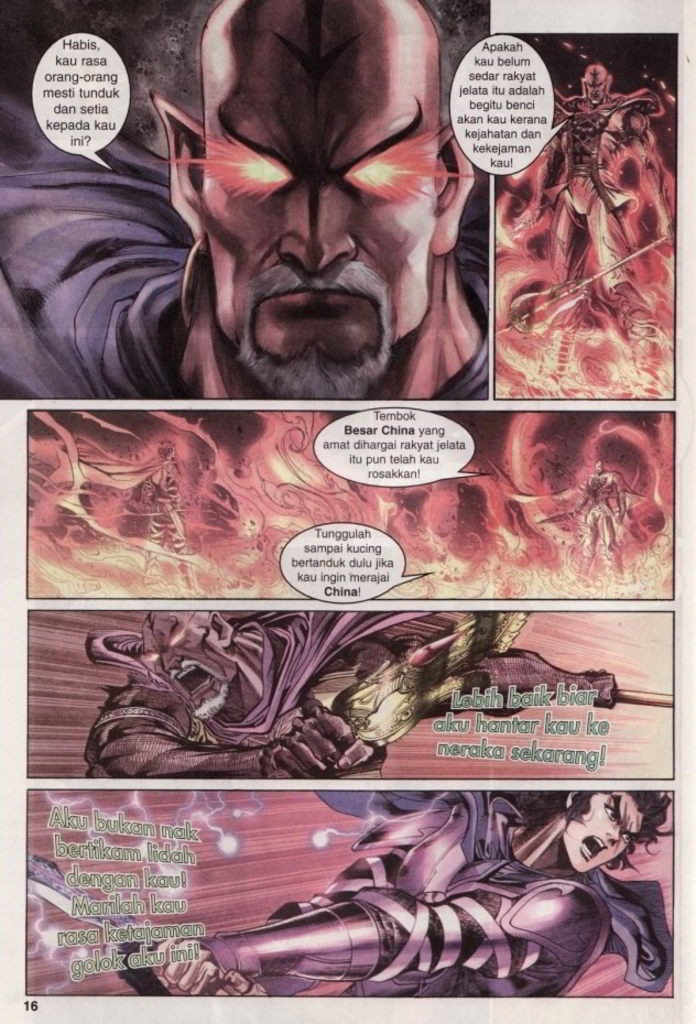 Habis,
kau rasa
orang-orang
mesti tunduk
dan setia
kepada kau
ini?
Apakah
kau belum
sedar rakyat
jelata itu adalah
begitu benci
akan kau kerana
kejahatan dan
kekejaman
kau!
Tembok
Besar China yang
amat dihargai rakyat jelata
itu pun telah kau
rosakkan!
Tunggulah
sampai kucing
bertanduk dulu jika
kau ingin merajai
China!
Lebih baik biar
aku hantar kau ke
neraka sekarang!
Aku bukan nak
bertikam lidah
dengan kau!
Marilah kau
rasa ketajaman
golok aku ini!
16